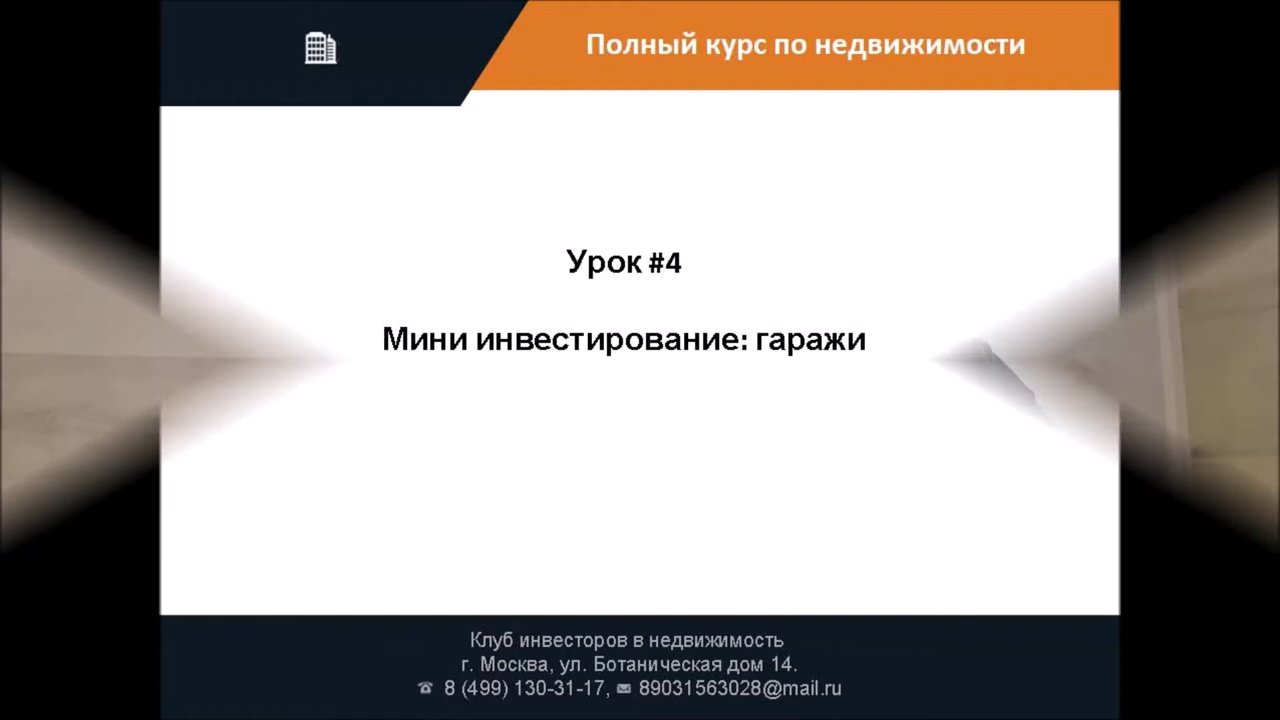 Полный курс по недвижимости
Урок #4
Мини инвестирование: гаражи
Клуб инвесторов в недвижимость
г. Москва, ул. Ботаническая дом 14.
8 (499) 130-31-17, 89031563028@mail.ru